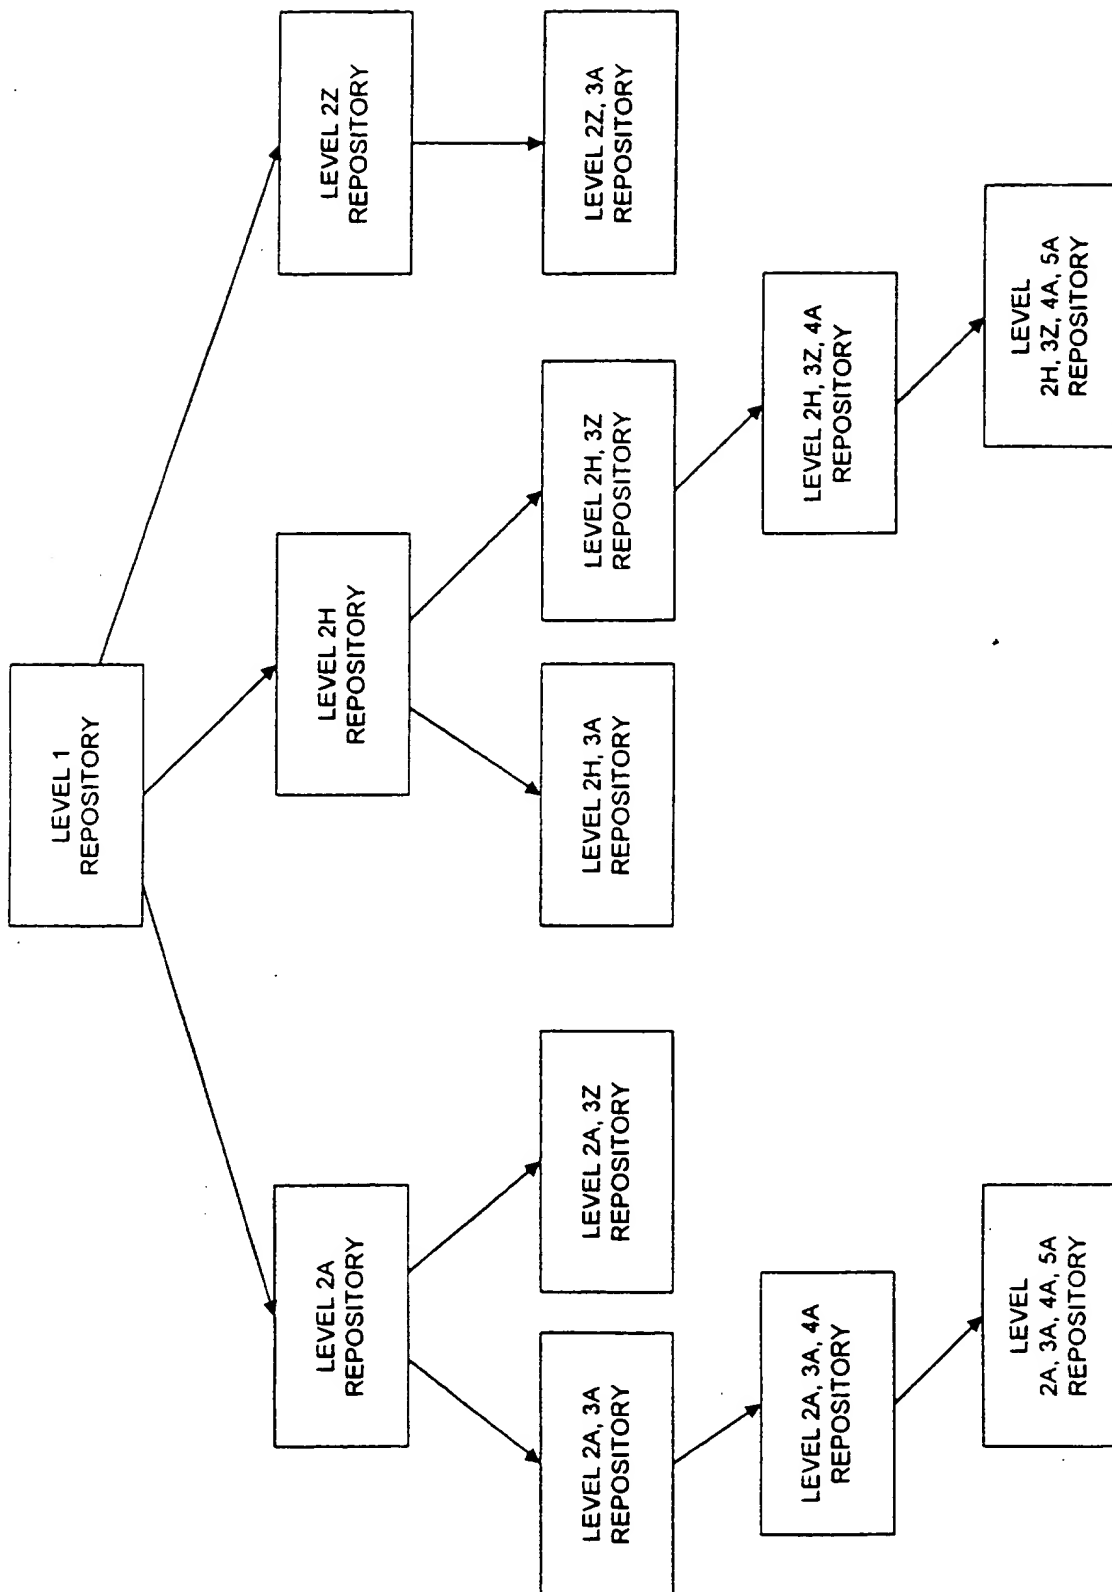 LEVEL 1
REPOSITORY
LEVEL 2A
REPOSITORY
LEVEL 2H
REPOSITORY
LEVEL 2Z
REPOSITORY
LEVEL 2A, 3A
REPOSITORY
LEVEL 2A, 3Z
REPOSITORY
LEVEL 2H, 3A
REPOSITORY
LEVEL 2H, 3Z
REPOSITORY
LEVEL 2Z, 3A
REPOSITORY
LEVEL 2A, 3A, 4A
REPOSITORY
LEVEL 2H, 3Z, 4A
REPOSITORY
LEVEL
2A, 3A, 4A, 5A
REPOSITORY
LEVEL
2H, 3Z, 4A, 5A
REPOSITORY